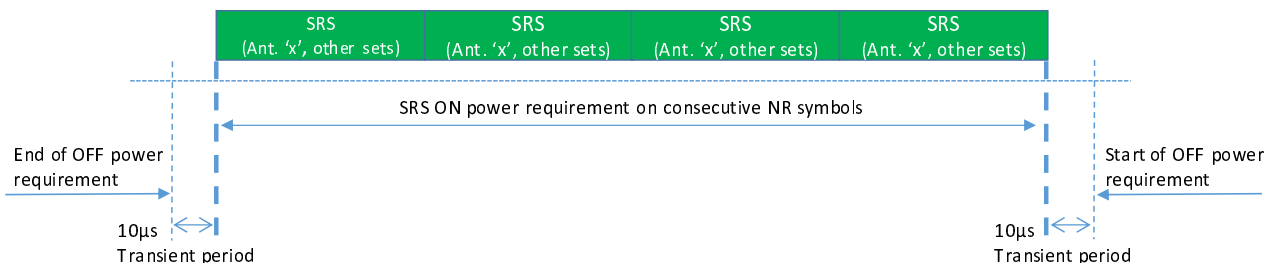 SRS
(Ant. ‘x’, other sets)
SRS
(Ant. ‘x’, other sets)
SRS
(Ant. ‘x’, other sets)
SRS
(Ant. ‘x’, other sets)
SRS ON power requirement on consecutive NR symbols
End of OFF power
requirement
Start of OFF power
requirement
10µs
Transient period
10µs
Transient period